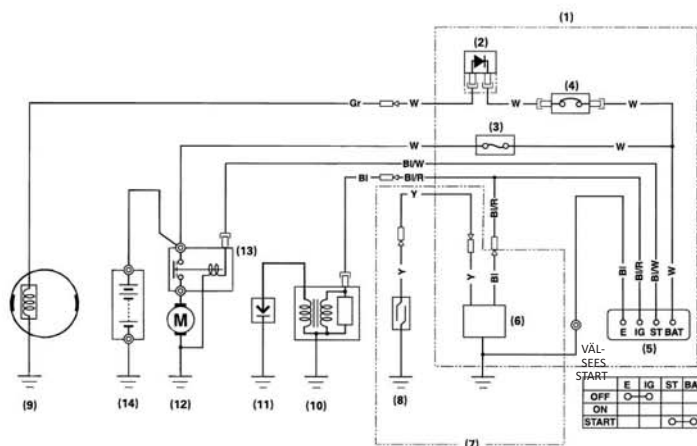 (1)
(2)
(4)
Gr
W
W
W
(3)
W
W
Bl/W
Bl
Bl/R
Y
Bl/R
(13)
Y
Y
Bl
Bl
Bl/R
Bl/W
W
M
(6)
E IG ST BAT
(5)
VÄL-
SEES
START
E IG ST BA
OFF
ON
START
(9)
(14)
(12)
(11)
(10)
(8)
(7)